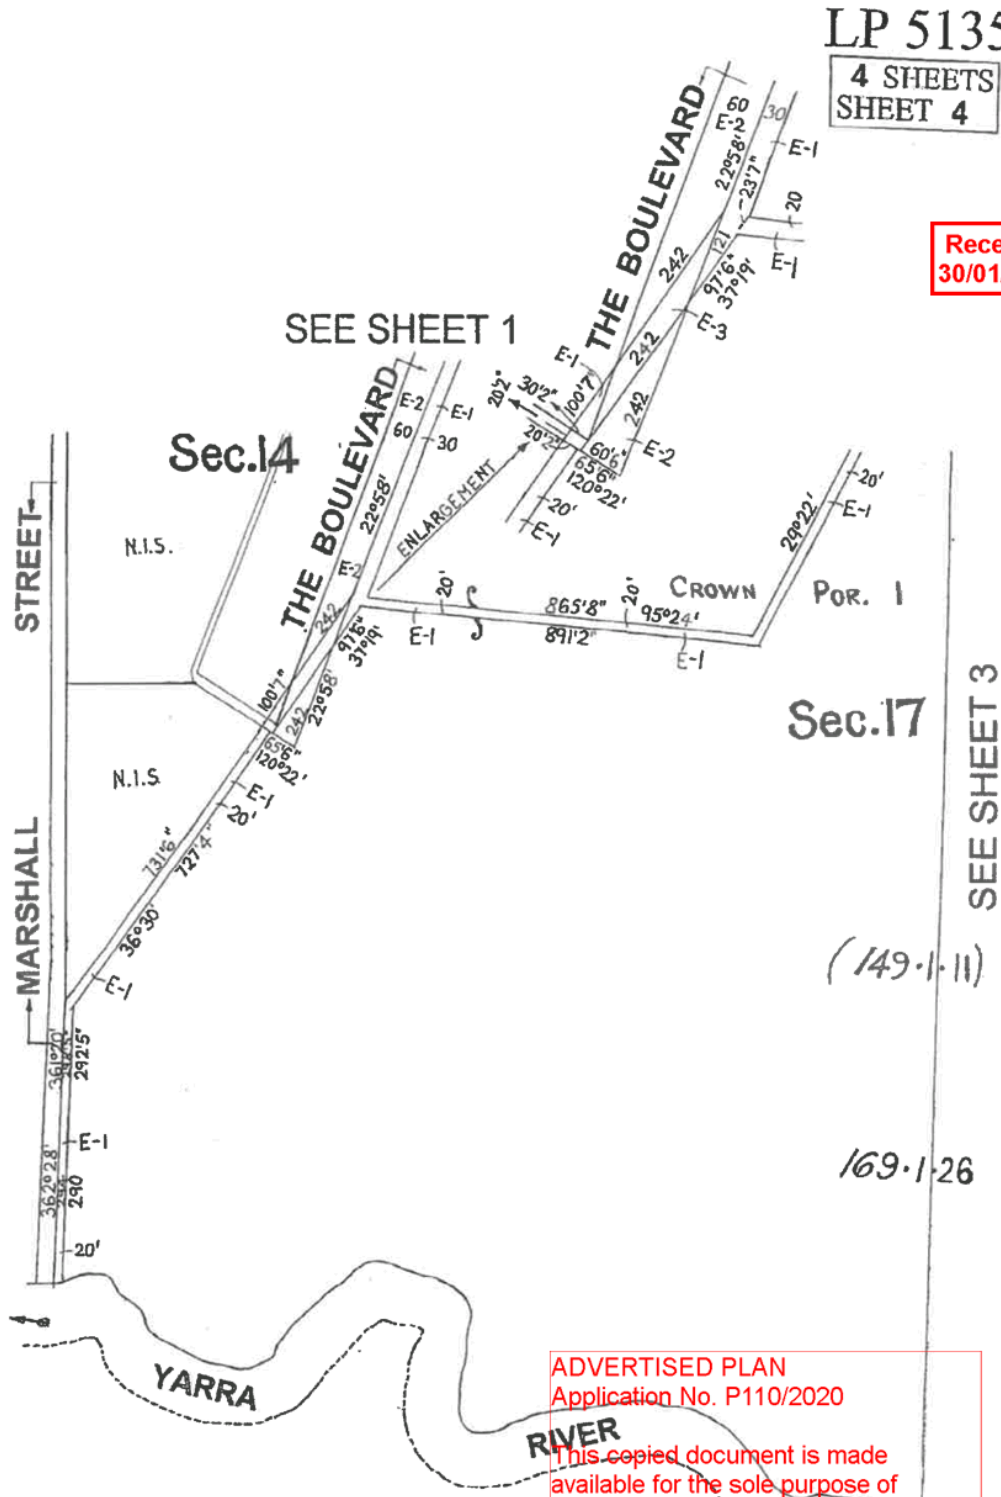 LP 5135
4 SHEETS
SHEET 4
Rece
30/01
THE BOULEVARD
60
E-2
22°58'
30
E-1
23'7"
20
E-1
121
97'6"
37°19'
242
E-3
242
242
E-2
E-1
100'7"
30'2"
20'2"
20'2"
60'6"
65'6"
120°22'
20'
E-1
SEE SHEET 1
THE BOULEVARD
E-2
60
E-1
30
22°58'
E-2
ENLARGEMENT
Sec.14
N.I.S.
STREET
242
97'6"
37°19'
22°58'
242
100'7"
65'6"
120°22'
E-1
20'
20'
865'8"
20'
95°24'
E-1
891'2"
E-1
CROWN
POR. 1
29°22'
20'
E-1
Sec.17
SEE SHEET 3
N.I.S
MARSHALL
731'6"
727'4"
36°30'
E-1
361°20'
292'5"
E-1
362°28'
290
20'
(149·1·11)
169·1·26
YARRA
RIVER
ADVERTISED PLAN
Application No. P110/2020
This copied document is made
available for the sole purpose of